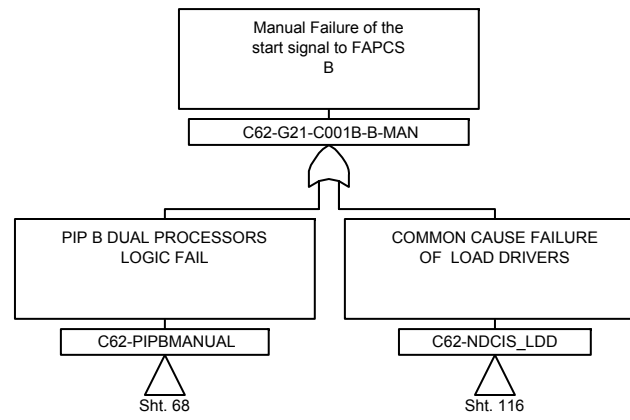 Manual Failure of the
start signal to FAPCS
B
C62-G21-C001B-B-MAN
PIP B DUAL PROCESSORS
LOGIC FAIL
COMMON CAUSE FAILURE
OF LOAD DRIVERS
C62-PIPBMANUAL
C62-NDCIS_LDD
Sht. 68
Sht. 116